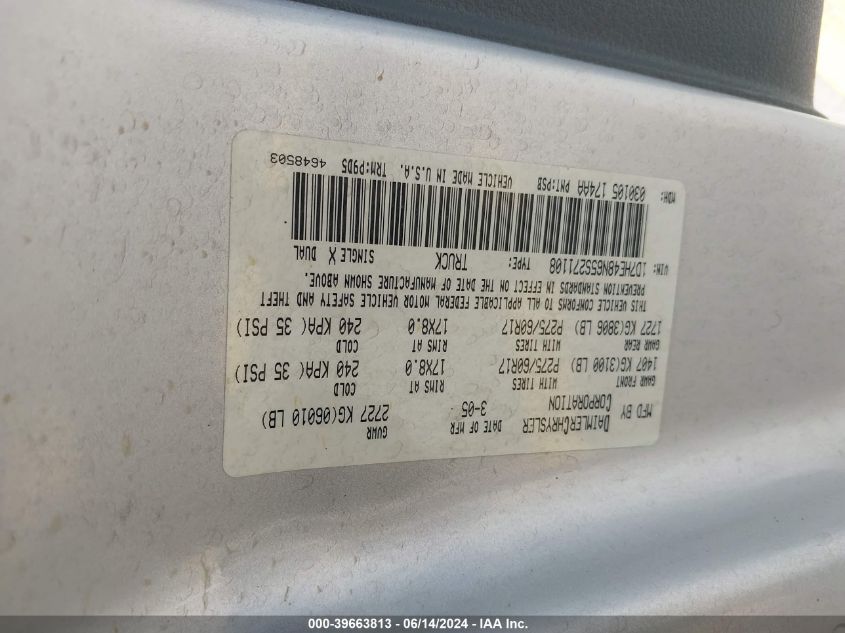 MFD BY DAIMLERCHRYSLER CORPORATION DATE OF MFR 3-05 GVWR 2727 KG(06010 LB)
GAWR FRONT WITH TIRES RIMS AT COLD
1407 KG(3100 LB) P275/60R17 17X8.0 240 KPA( 35 PSI)
GAWR REAR WITH TIRES RIMS AT COLD
1727 KG(3806 LB) P275/60R17 17X8.0 240 KPA( 35 PSI)
THIS VEHICLE CONFORMS TO ALL APPLICABLE FEDERAL MOTOR VEHICLE SAFETY AND THEFT
PREVENTION STANDARDS IN EFFECT ON THE DATE OF MANUFACTURE SHOWN ABOVE.
VIN: 1D7HE48N65S271108 TYPE: TRUCK SINGLE X DUAL
MDH: 030105 174AA PNT:PSB VEHICLE MADE IN U.S.A. TRM:P9D5 4648503
000-39663813 - 06/14/2024 - IAA Inc.